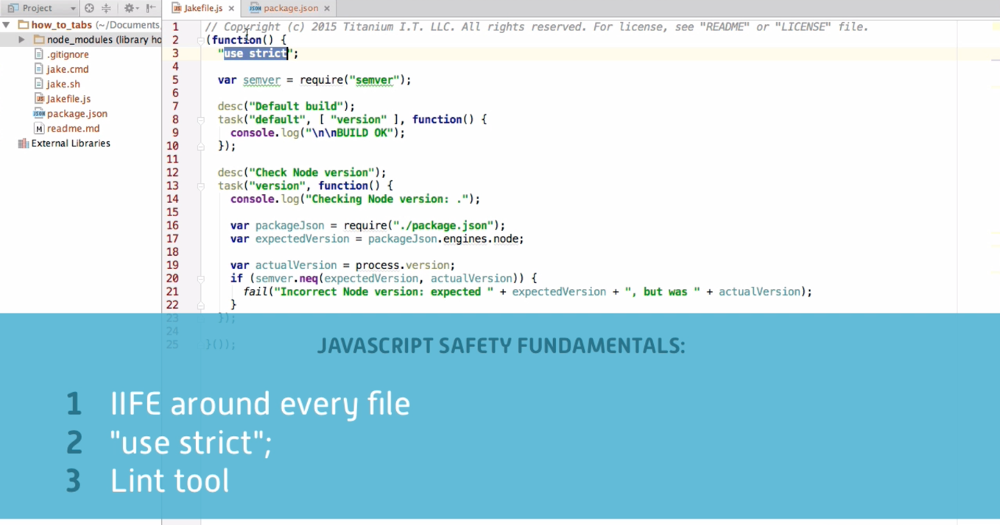 Project
Jakefile.js
package.json
how_to_tabs (~/Documents,
node_modules (library ho
.gitignore
jake.cmd
jake.sh
Jakefile.js
package.json
readme.md
External Libraries
1 // Copyright (c) 2015 Titanium I.T. LLC. All rights reserved. For license, see "README" or "LICENSE" file.
2 (function() {
3 "use strict";
4
5 var semver = require("semver");
6
7 desc("Default build");
8 task("default", [ "version" ], function() {
9 console.log("\n\nBUILD OK");
10 });
11
12 desc("Check Node version");
13 task("version", function() {
14 console.log("Checking Node version: .");
15
16 var packageJson = require("./package.json");
17 var expectedVersion = packageJson.engines.node;
18
19 var actualVersion = process.version;
20 if (semver.neq(expectedVersion, actualVersion)) {
21 fail("Incorrect Node version: expected " + expectedVersion + ", but was " + actualVersion);
22 }
23 });
24
25 }());
JAVASCRIPT SAFETY FUNDAMENTALS:
1 IIFE around every file
2 "use strict";
3 Lint tool